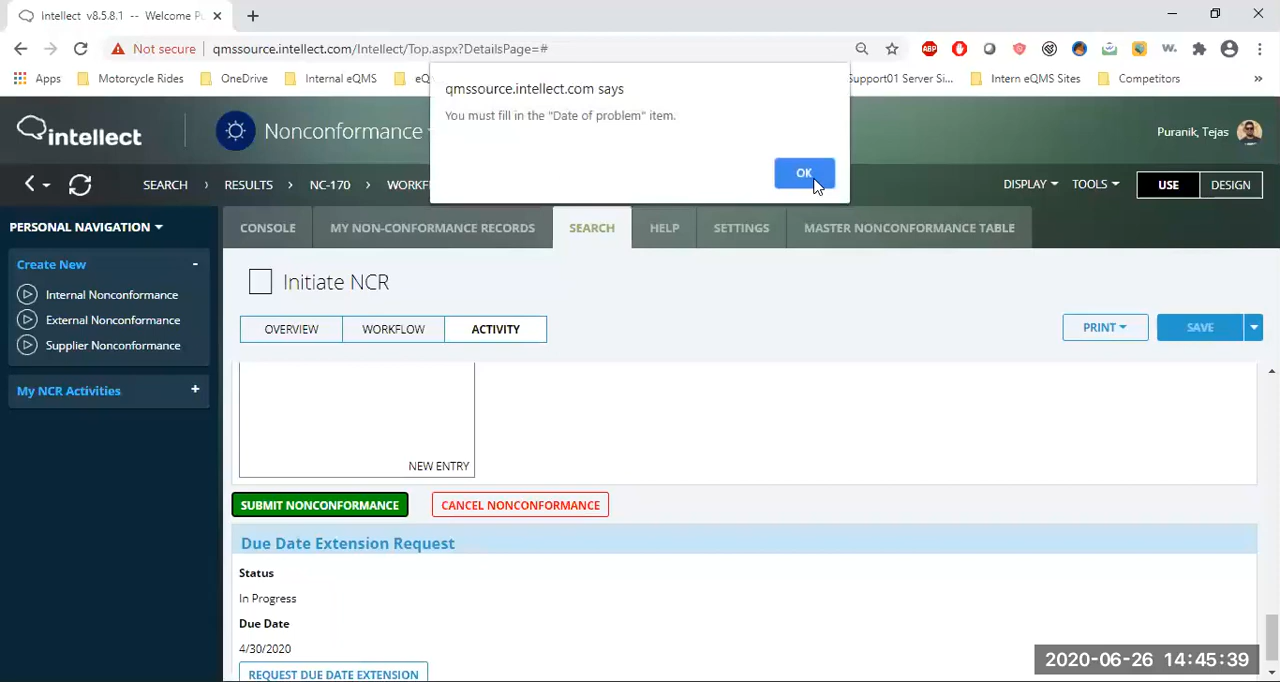 Intellect v8.5.8.1 -- Welcome Pu
Not secure
qmssource.intellect.com/Intellect/Top.aspx?DetailsPage=#
ABP
w.
Apps
Motorcycle Rides
OneDrive
Internal eQMS
eQ
Support01 Server Si...
Intern eQMS Sites
Competitors
»
qmssource.intellect.com says
You must fill in the "Date of problem" item.
OK
intellect
Nonconformance
Puranik, Tejas
SEARCH
RESULTS
NC-170
WORKF
DISPLAY
TOOLS
USE
DESIGN
PERSONAL NAVIGATION
CONSOLE
MY NON-CONFORMANCE RECORDS
SEARCH
HELP
SETTINGS
MASTER NONCONFORMANCE TABLE
Create New
-
Internal Nonconformance
External Nonconformance
Supplier Nonconformance
My NCR Activities
+
Initiate NCR
OVERVIEW
WORKFLOW
ACTIVITY
PRINT
SAVE
NEW ENTRY
SUBMIT NONCONFORMANCE
CANCEL NONCONFORMANCE
Due Date Extension Request
Status
In Progress
Due Date
4/30/2020
REQUEST DUE DATE EXTENSION
2020-06-26 14:45:39